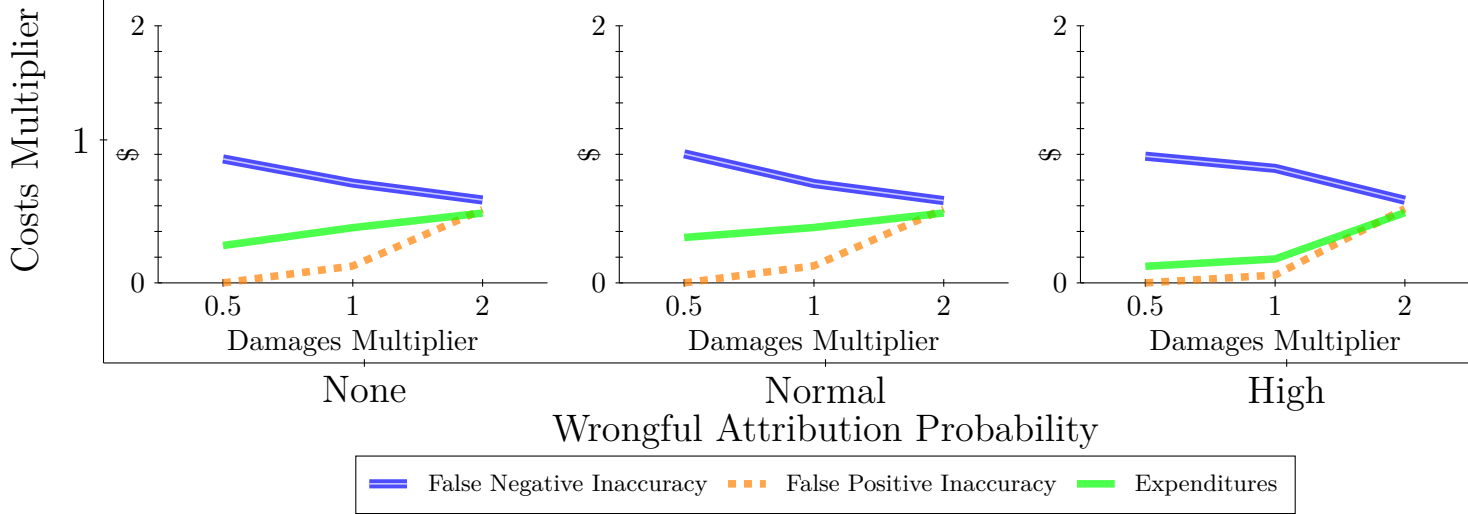 Costs Multiplier
1
2
$
0
0.5 1 2
Damages Multiplier
2
$
0
0.5 1 2
Damages Multiplier
2
$
0
0.5 1 2
Damages Multiplier
None Normal High
Wrongful Attribution Probability
False Negative Inaccuracy False Positive Inaccuracy Expenditures